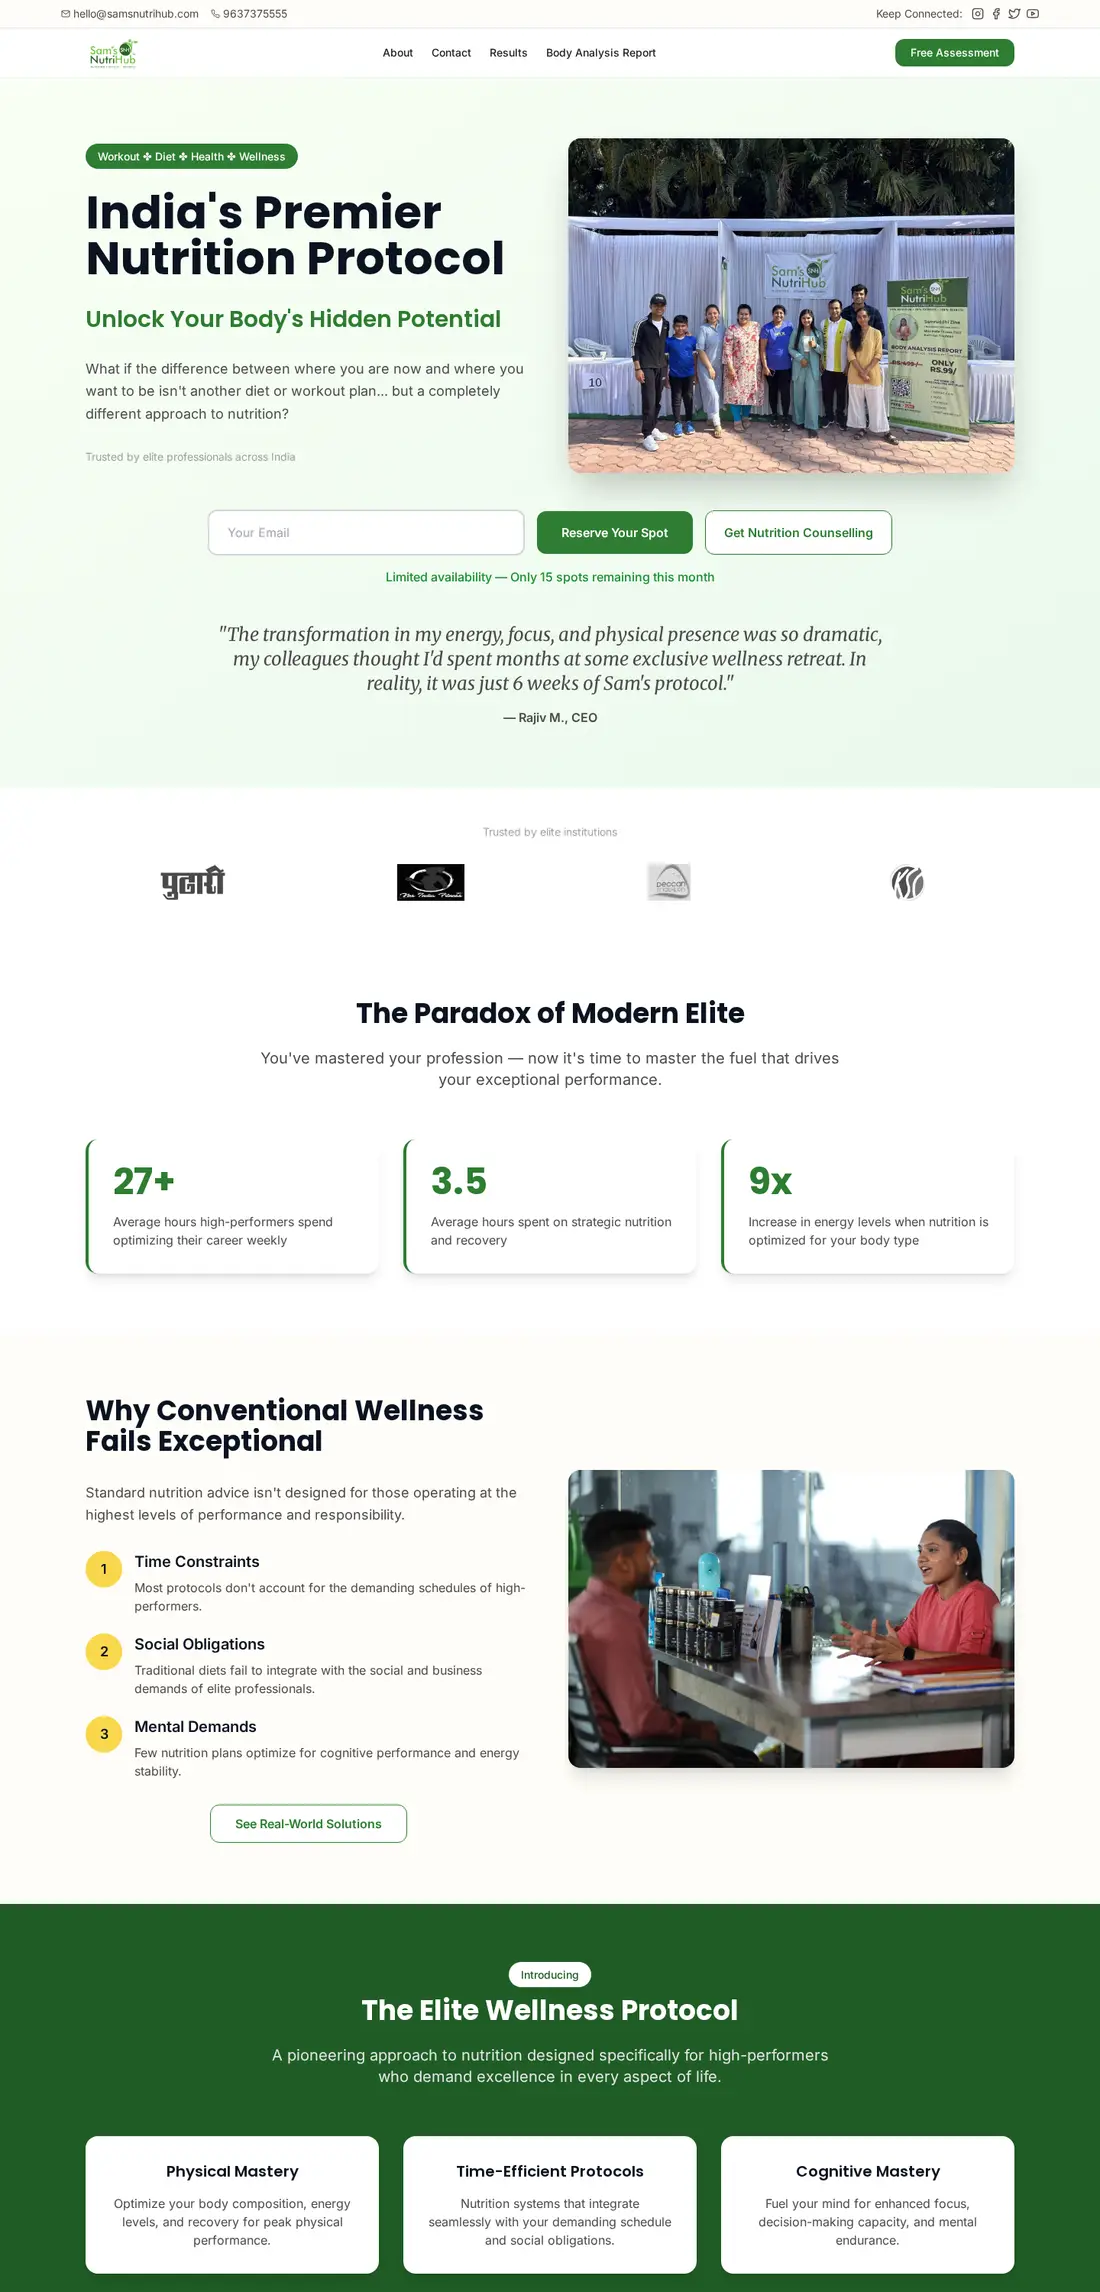 hello@samsnutrihub.com 9637375555 Keep Connected:
Sam's SNH
NutriHub
About Contact Results Body Analysis Report Free Assessment
Workout ✤ Diet ✤ Health ✤ Wellness
India's Premier
Nutrition Protocol
Unlock Your Body's Hidden Potential
What if the difference between where you are now and where you
want to be isn't another diet or workout plan... but a completely
different approach to nutrition?
Trusted by elite professionals across India
Sam's SNH
NutriHub
Sam's SNH
NutriHub
BODY ANALYSIS REPORT
RS.499/- ONLY
RS.99/
10
Your Email Reserve Your Spot Get Nutrition Counselling
Limited availability — Only 15 spots remaining this month
"The transformation in my energy, focus, and physical presence was so dramatic,
my colleagues thought I'd spent months at some exclusive wellness retreat. In
reality, it was just 6 weeks of Sam's protocol."
— Rajiv M., CEO
Trusted by elite institutions
पुढारी
peccari
KSC
The Paradox of Modern Elite
You've mastered your profession — now it's time to master the fuel that drives
your exceptional performance.
27+
Average hours high-performers spend
optimizing their career weekly
3.5
Average hours spent on strategic nutrition
and recovery
9x
Increase in energy levels when nutrition is
optimized for your body type
Why Conventional Wellness
Fails Exceptional
Standard nutrition advice isn't designed for those operating at the
highest levels of performance and responsibility.
1 Time Constraints
Most protocols don't account for the demanding schedules of high-
performers.
2 Social Obligations
Traditional diets fail to integrate with the social and business
demands of elite professionals.
3 Mental Demands
Few nutrition plans optimize for cognitive performance and energy
stability.
See Real-World Solutions
Introducing
The Elite Wellness Protocol
A pioneering approach to nutrition designed specifically for high-performers
who demand excellence in every aspect of life.
Physical Mastery
Optimize your body composition, energy
levels, and recovery for peak physical
performance.
Time-Efficient Protocols
Nutrition systems that integrate
seamlessly with your demanding schedule
and social obligations.
Cognitive Mastery
Fuel your mind for enhanced focus,
decision-making capacity, and mental
endurance.